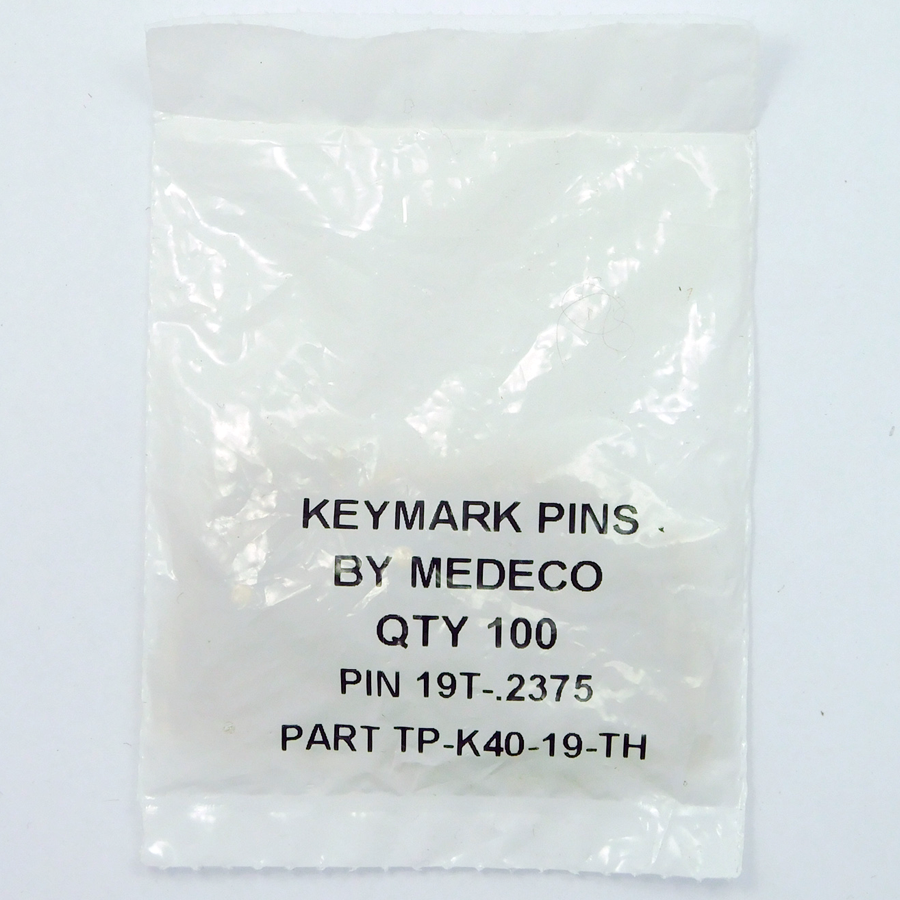 KEYMARK PINS
BY MEDECO
QTY 100
PIN 19T-.2375
PART TP-K40-19-TH